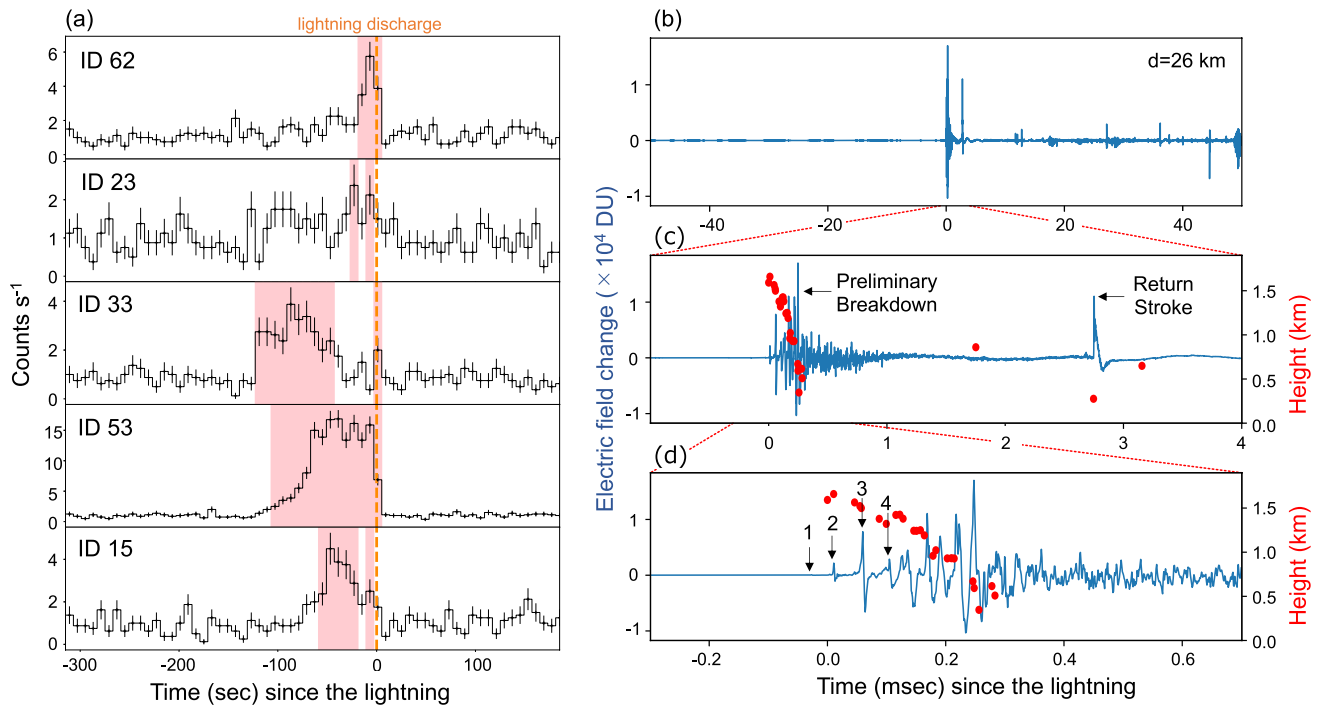 (a)
lightning discharge
ID 62
6
4
2
0
ID 23
2
1
0
ID 33
4
2
0
ID 53
15
10
5
0
ID 15
4
2
0
Counts s⁻¹
-300
-200
-100
0
100
Time (sec) since the lightning
(b)
d=26 km
1
0
-1
-40
-20
0
20
40
(c)
Preliminary
Breakdown
Return
Stroke
1
0
-1
1.5
1.0
0.5
0.0
Height (km)
0
1
2
3
4
Electric field change (×10⁴ DU)
(d)
1
2
3
4
1
0
-1
1.5
1.0
0.5
0.0
Height (km)
-0.2
0.0
0.2
0.4
0.6
Time (msec) since the lightning